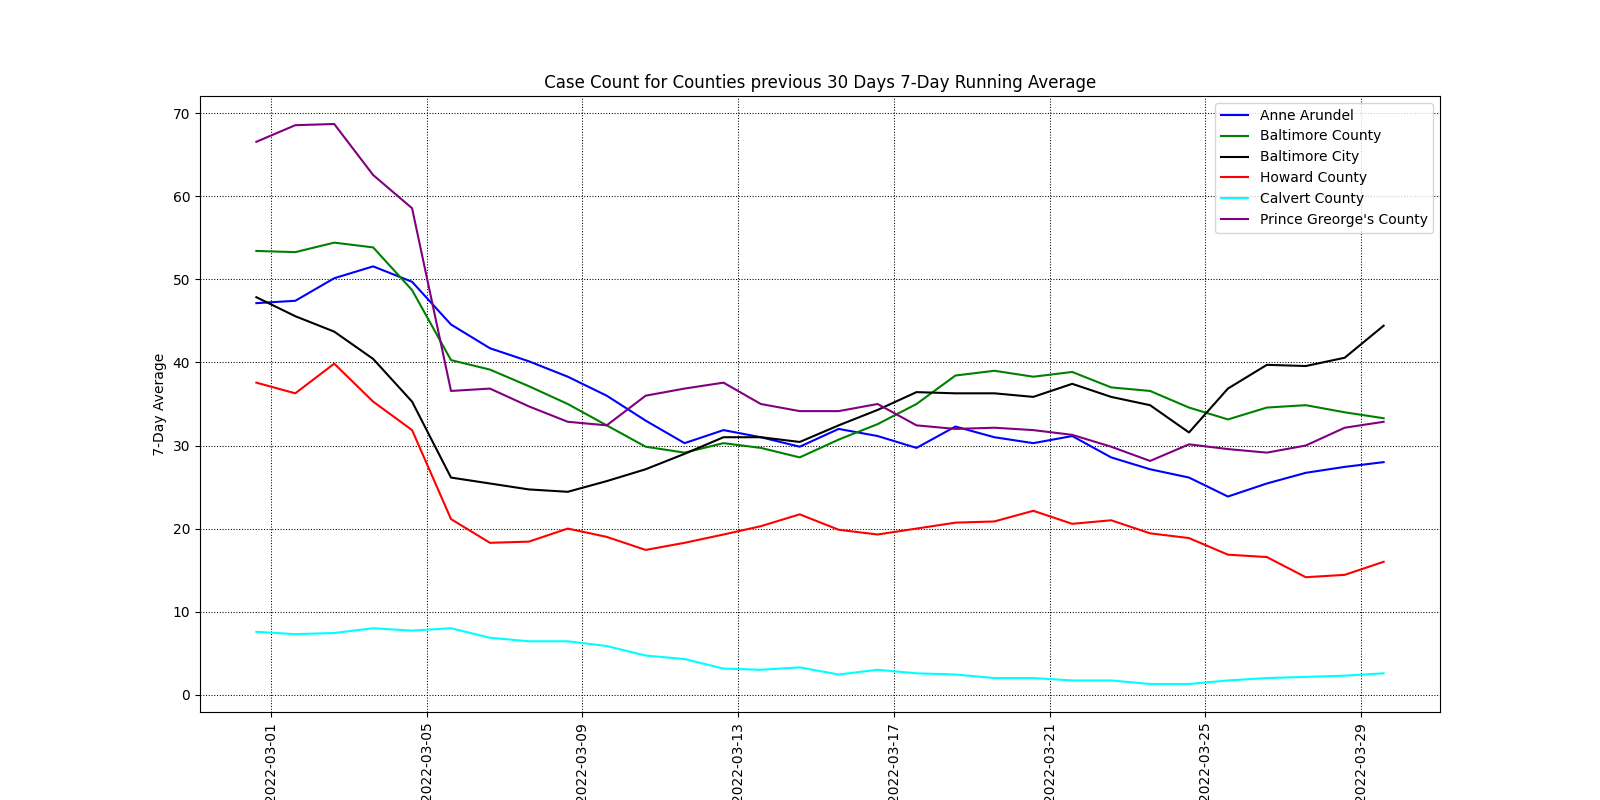 Case Count for Counties previous 30 Days 7-Day Running Average
70
60
50
40
30
20
10
0
7-Day Average
Anne Arundel
Baltimore County
Baltimore City
Howard County
Calvert County
Prince Greorge's County
2022-03-01
2022-03-05
2022-03-09
2022-03-13
2022-03-17
2022-03-21
2022-03-25
2022-03-29